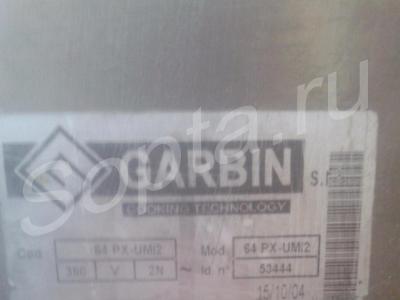 GARBIN
COOKING TECHNOLOGY
Cod. 64 PX-UMI2 Mod. 64 PX-UMI2
380 V 2N ~ Id. n° 53444
15/10/04
Soota.ru